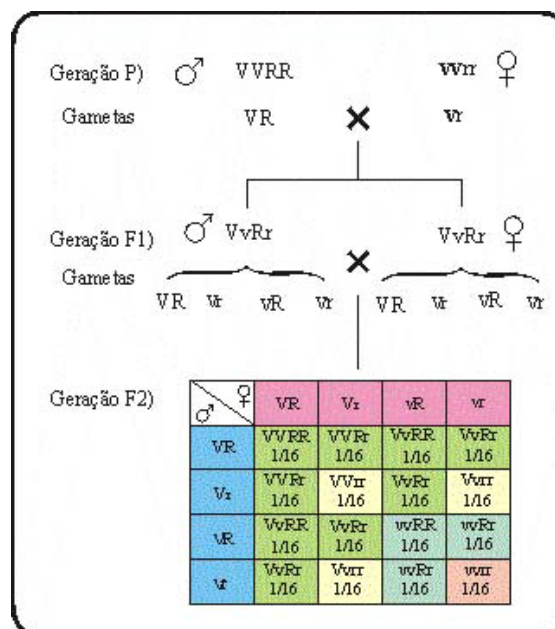 Geração P) ♂ VVRR vvrr ♀
Gametas VR × vr
Geração F1) ♂ VvRr VvRr ♀
×
Gametas
VR vr vR vr VR vr vR vr
Geração F2)
♂ ♀ VR Vr vR vr
VR VVRR VVRr VvRR VvRr
1/16 1/16 1/16 1/16
Vr VVRr VVrr VvRr Vvrr
1/16 1/16 1/16 1/16
vR VvRR VvRr vvRR vvRr
1/16 1/16 1/16 1/16
vr VvRr Vvrr vvRr vvrr
1/16 1/16 1/16 1/16